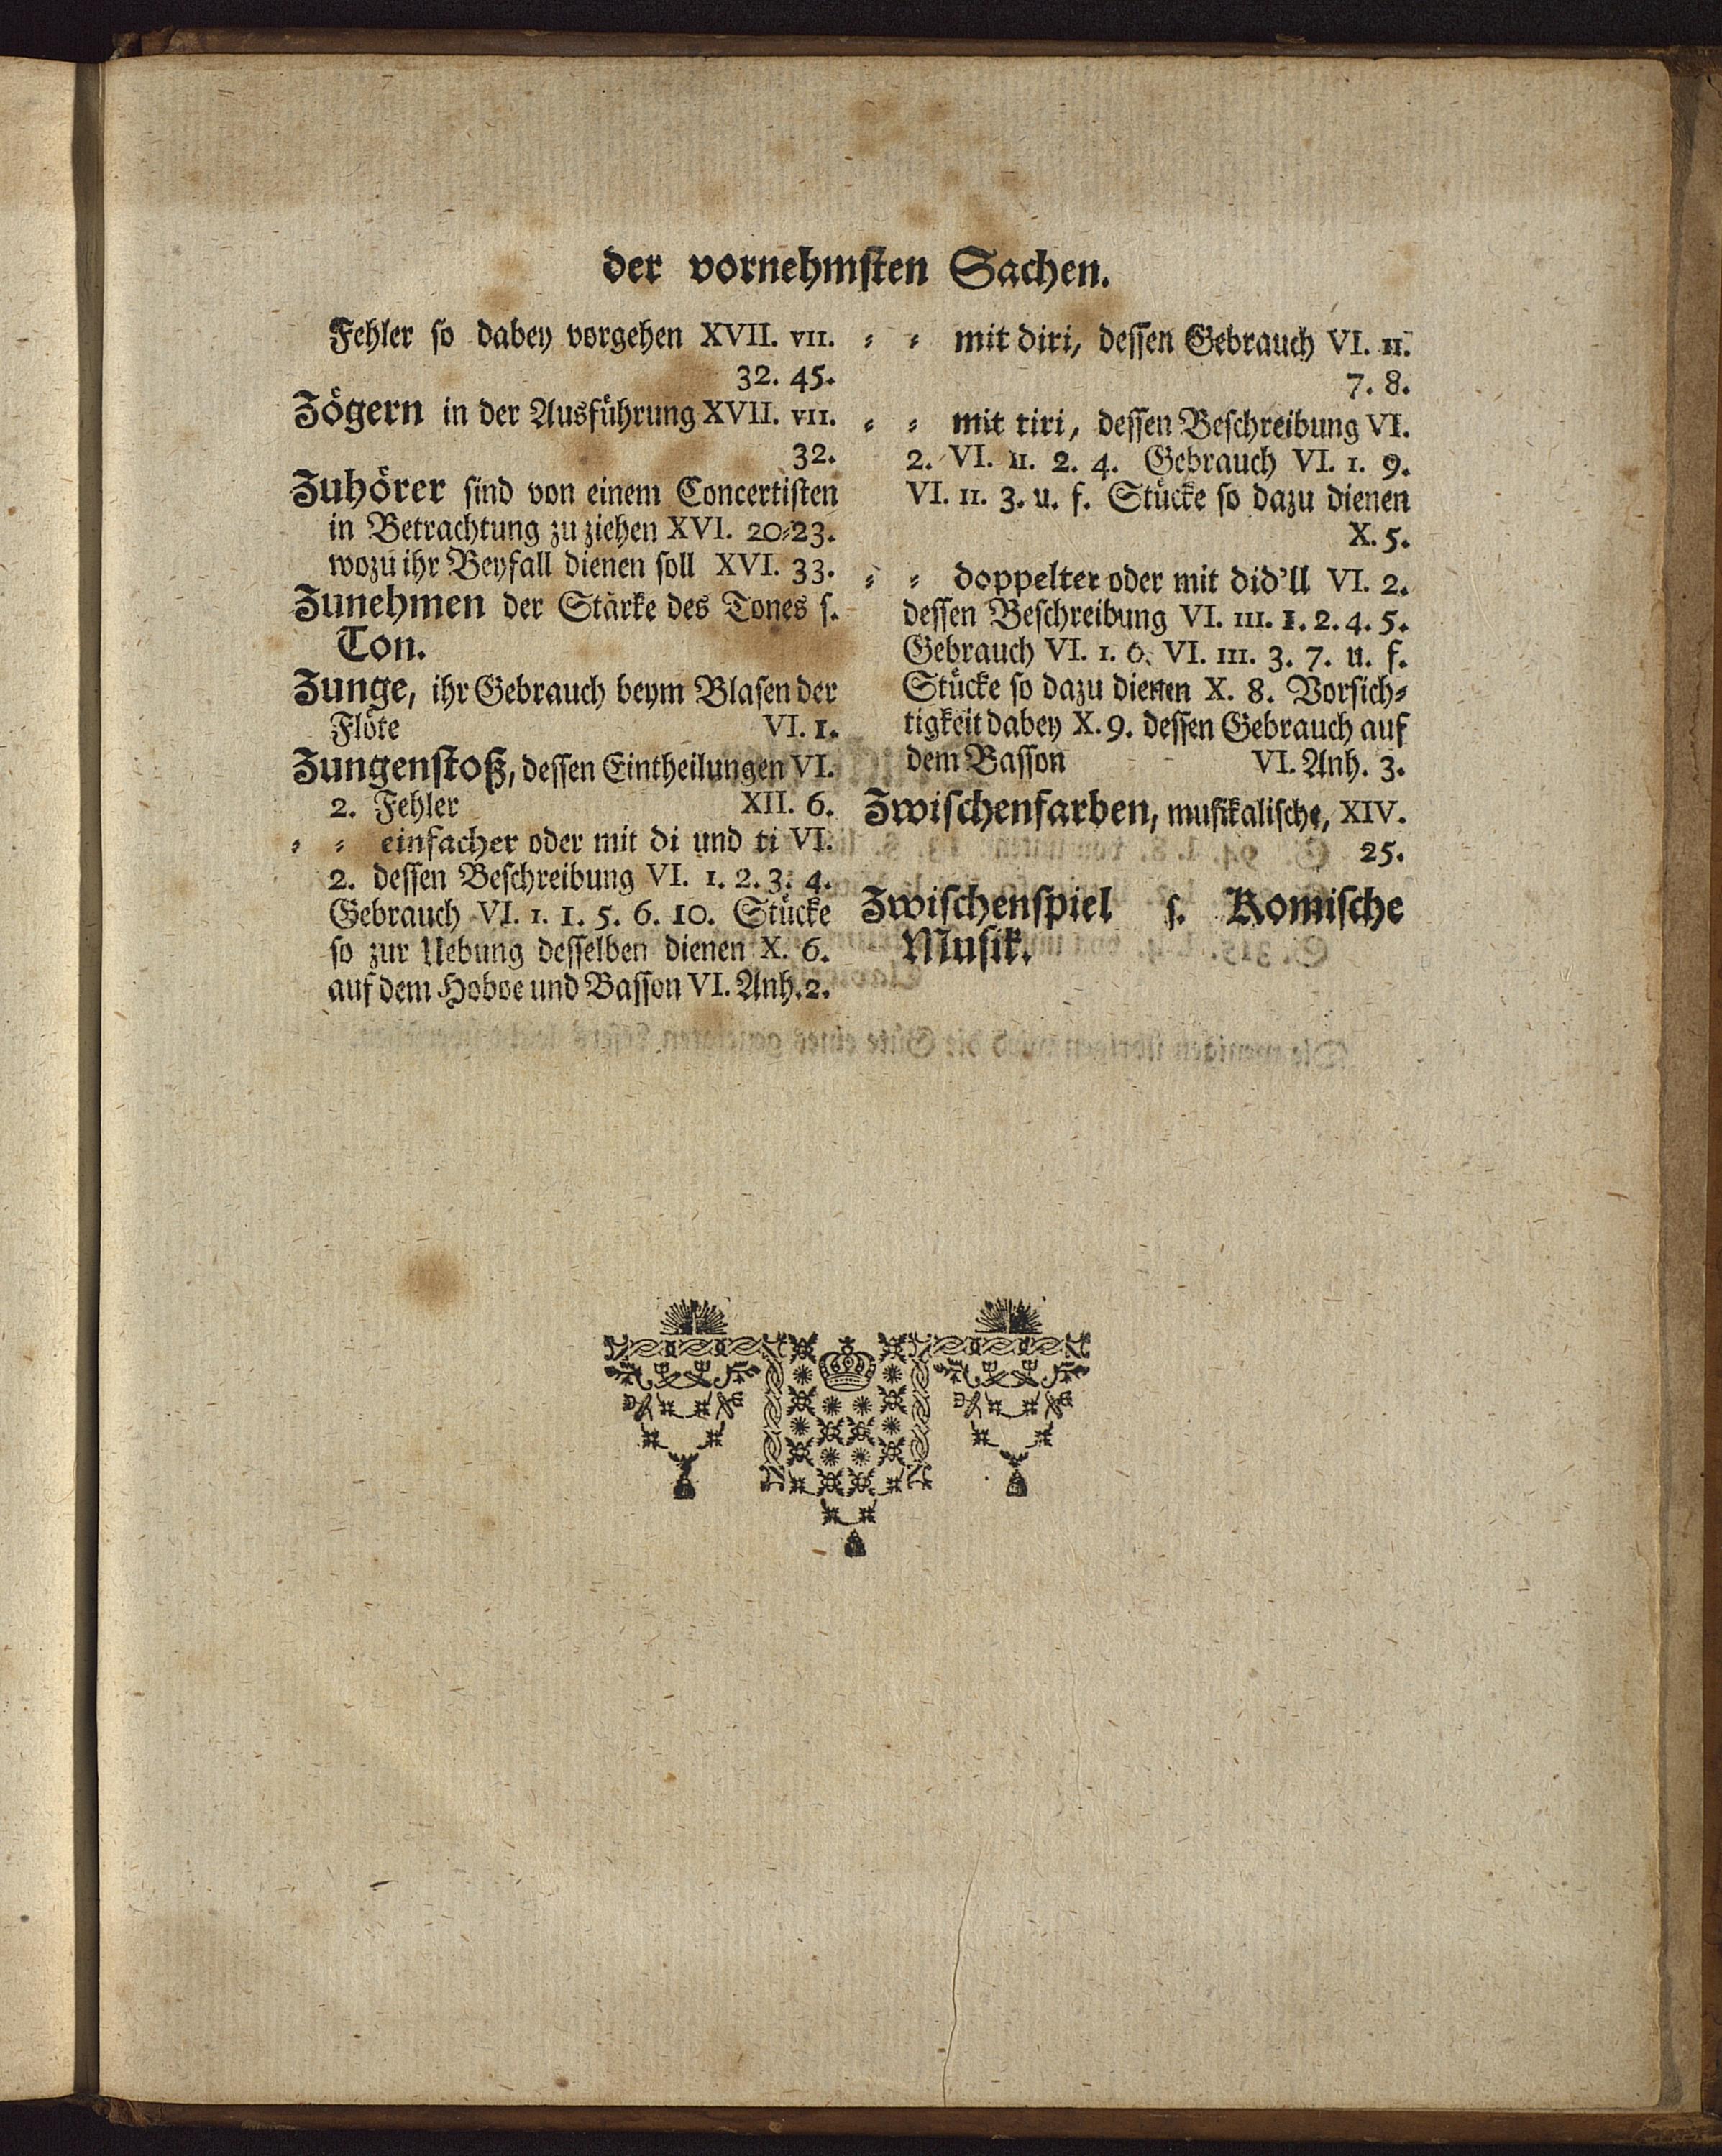 der vornehmsten Sachen.
Fehler so dabey vorgehen XVII. VII.
32. 45.
Zögern in der Ausführung XVII. VII.
32.
Zuhörer sind von einem Concertisten
in Betrachtung zu ziehen XVI. 20-23.
wozu ihr Beyfall dienen soll XVI. 33.
Zunehmen der Stärke des Tones s.
Ton.
Zunge, ihr Gebrauch beym Blasen der
Flöte VI. 1.
Zungenstoß, dessen Eintheilungen VI.
2. Fehler XII. 6.
- - einfacher oder mit di und ti VI.
2. dessen Beschreibung VI. I. 2. 3. 4.
Gebrauch VI. I. 1. 5. 6. 10. Stücke
so zur Uebung desselben dienen X. 6.
auf dem Hoboe und Basson VI. Anh. 2.
- - mit diri, dessen Gebrauch VI. II.
7. 8.
- - mit tiri, dessen Beschreibung VI.
2. VI. II. 2. 4. Gebrauch VI. I. 9.
VI. II. 3. u. f. Stücke so dazu dienen
X. 5.
- - doppelter oder mit did'll VI. 2.
dessen Beschreibung VI. III. 1. 2. 4. 5.
Gebrauch VI. I. 6. VI. III. 3. 7. u. f.
Stücke so dazu dienen X. 8. Vorsich-
tigkeit dabey X. 9. dessen Gebrauch auf
dem Basson VI. Anh. 3.
Zwischenfarben, musikalische, XIV.
25.
Zwischenspiel s. Komische
Musik.